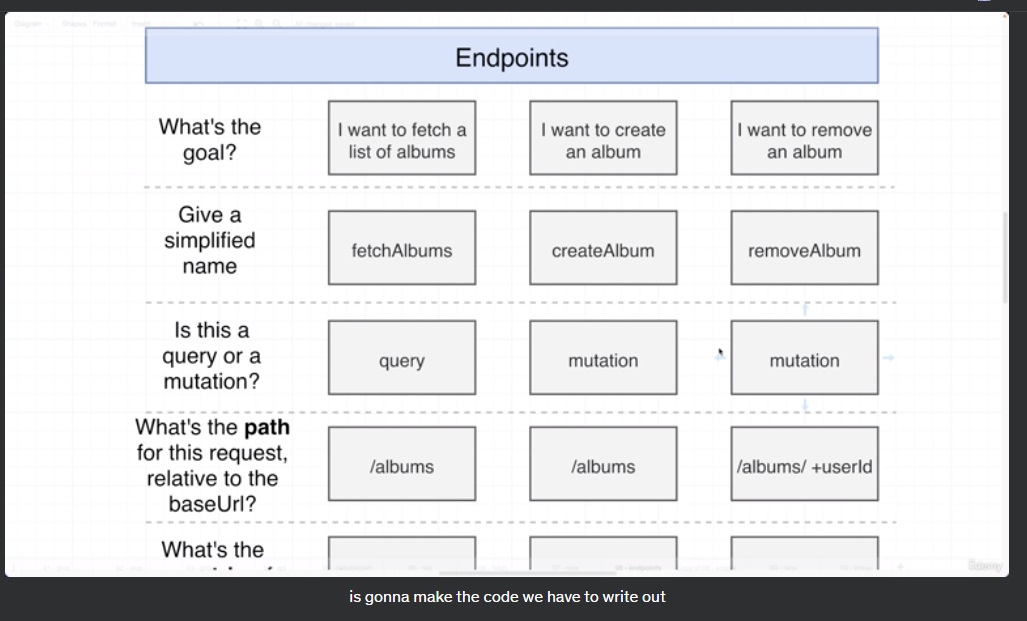 Endpoints
What's the
goal?
I want to fetch a
list of albums
I want to create
an album
I want to remove
an album
Give a
simplified
name
fetchAlbums
createAlbum
removeAlbum
Is this a
query or a
mutation?
query
mutation
mutation
What's the path
for this request,
relative to the
baseUrl?
/albums
/albums
/albums/ +userId
What's the
Udemy
is gonna make the code we have to write out